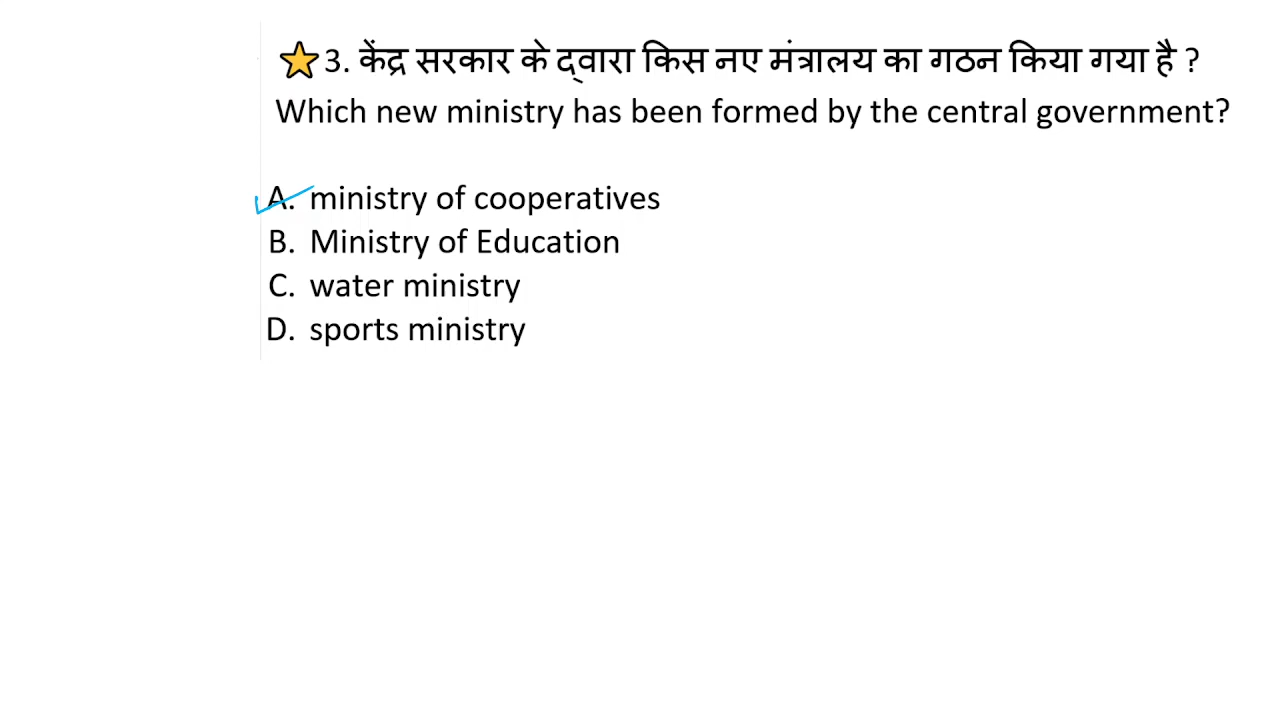 ⭐3. केंद्र सरकार के द्वारा किस नए मंत्रालय का गठन किया गया है ?
Which new ministry has been formed by the central government?
A. ministry of cooperatives
B. Ministry of Education
C. water ministry
D. sports ministry